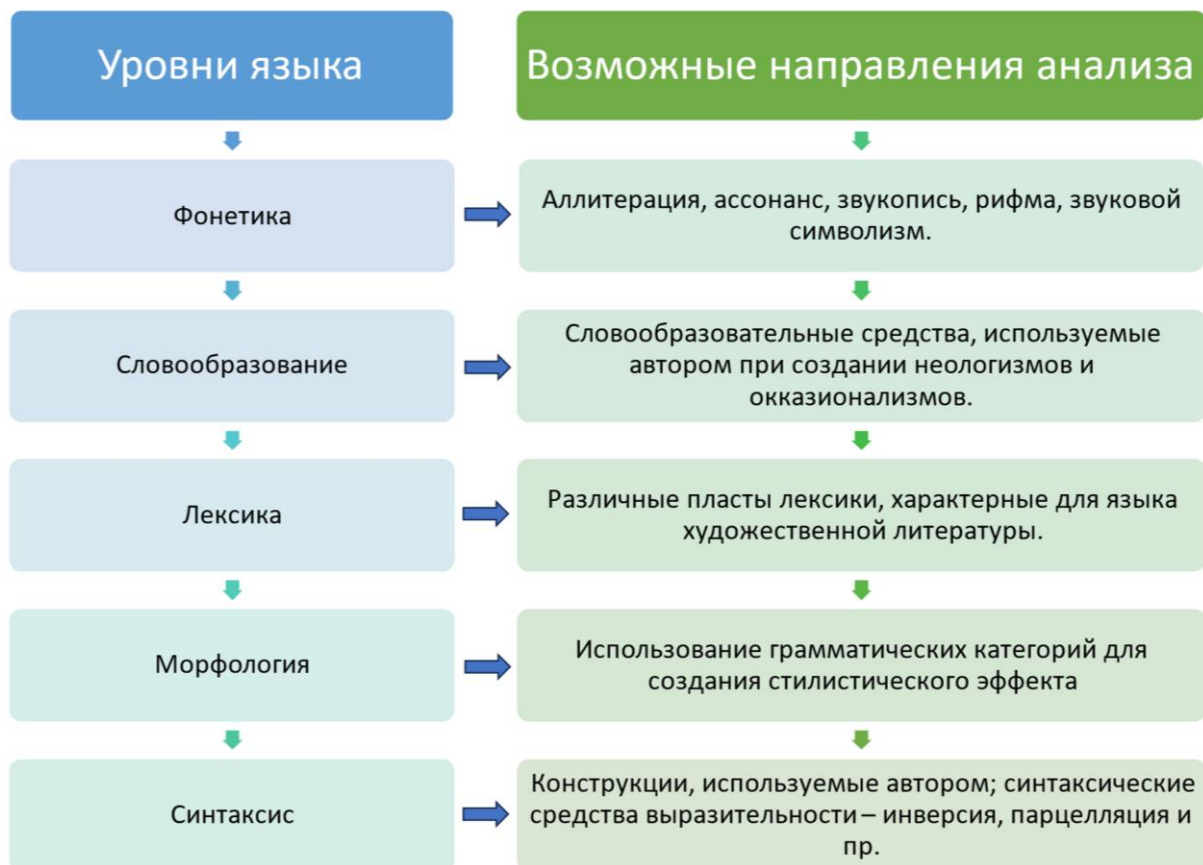 Уровни языка
Возможные направления анализа
Фонетика
Аллитерация, ассонанс, звукопись, рифма, звуковой
символизм.
Словообразование
Словообразовательные средства, используемые
автором при создании неологизмов и
окказионализмов.
Лексика
Различные пласты лексики, характерные для языка
художественной литературы.
Морфология
Использование грамматических категорий для
создания стилистического эффекта
Синтаксис
Конструкции, используемые автором; синтаксические
средства выразительности – инверсия, парцелляция и
пр.